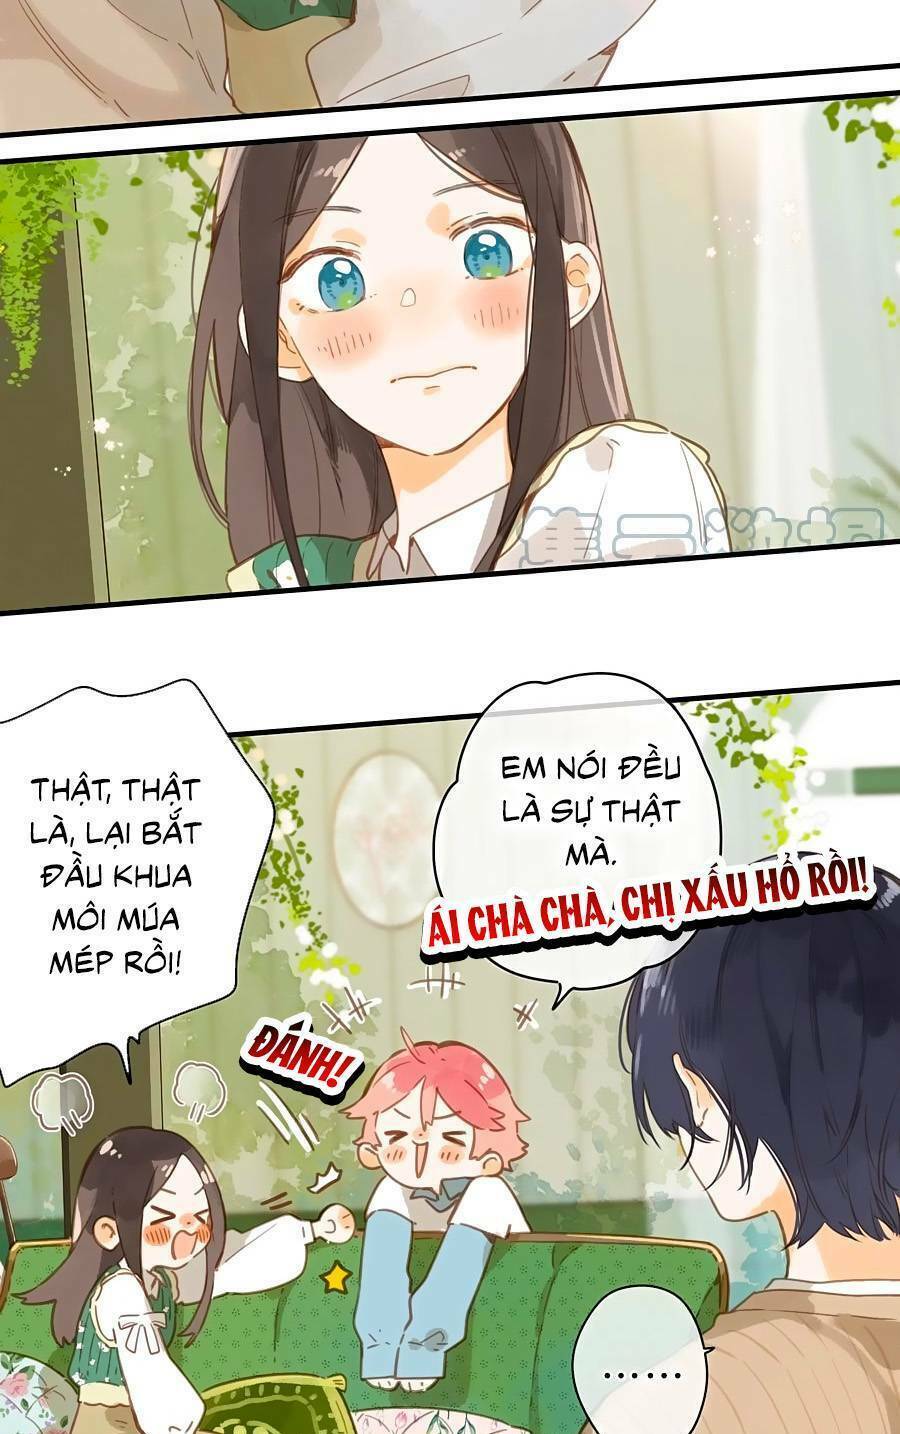 THẬT, THẬT
LÀ, LẠI BẮT
ĐẦU KHUA
MÔI MÚA
MÉP RỒI!
EM NÓI ĐỀU
LÀ SỰ THẬT
MÀ.
ÁI CHÀ CHÀ, CHỊ XẤU HỔ RỒI!
ĐÁNH!
......